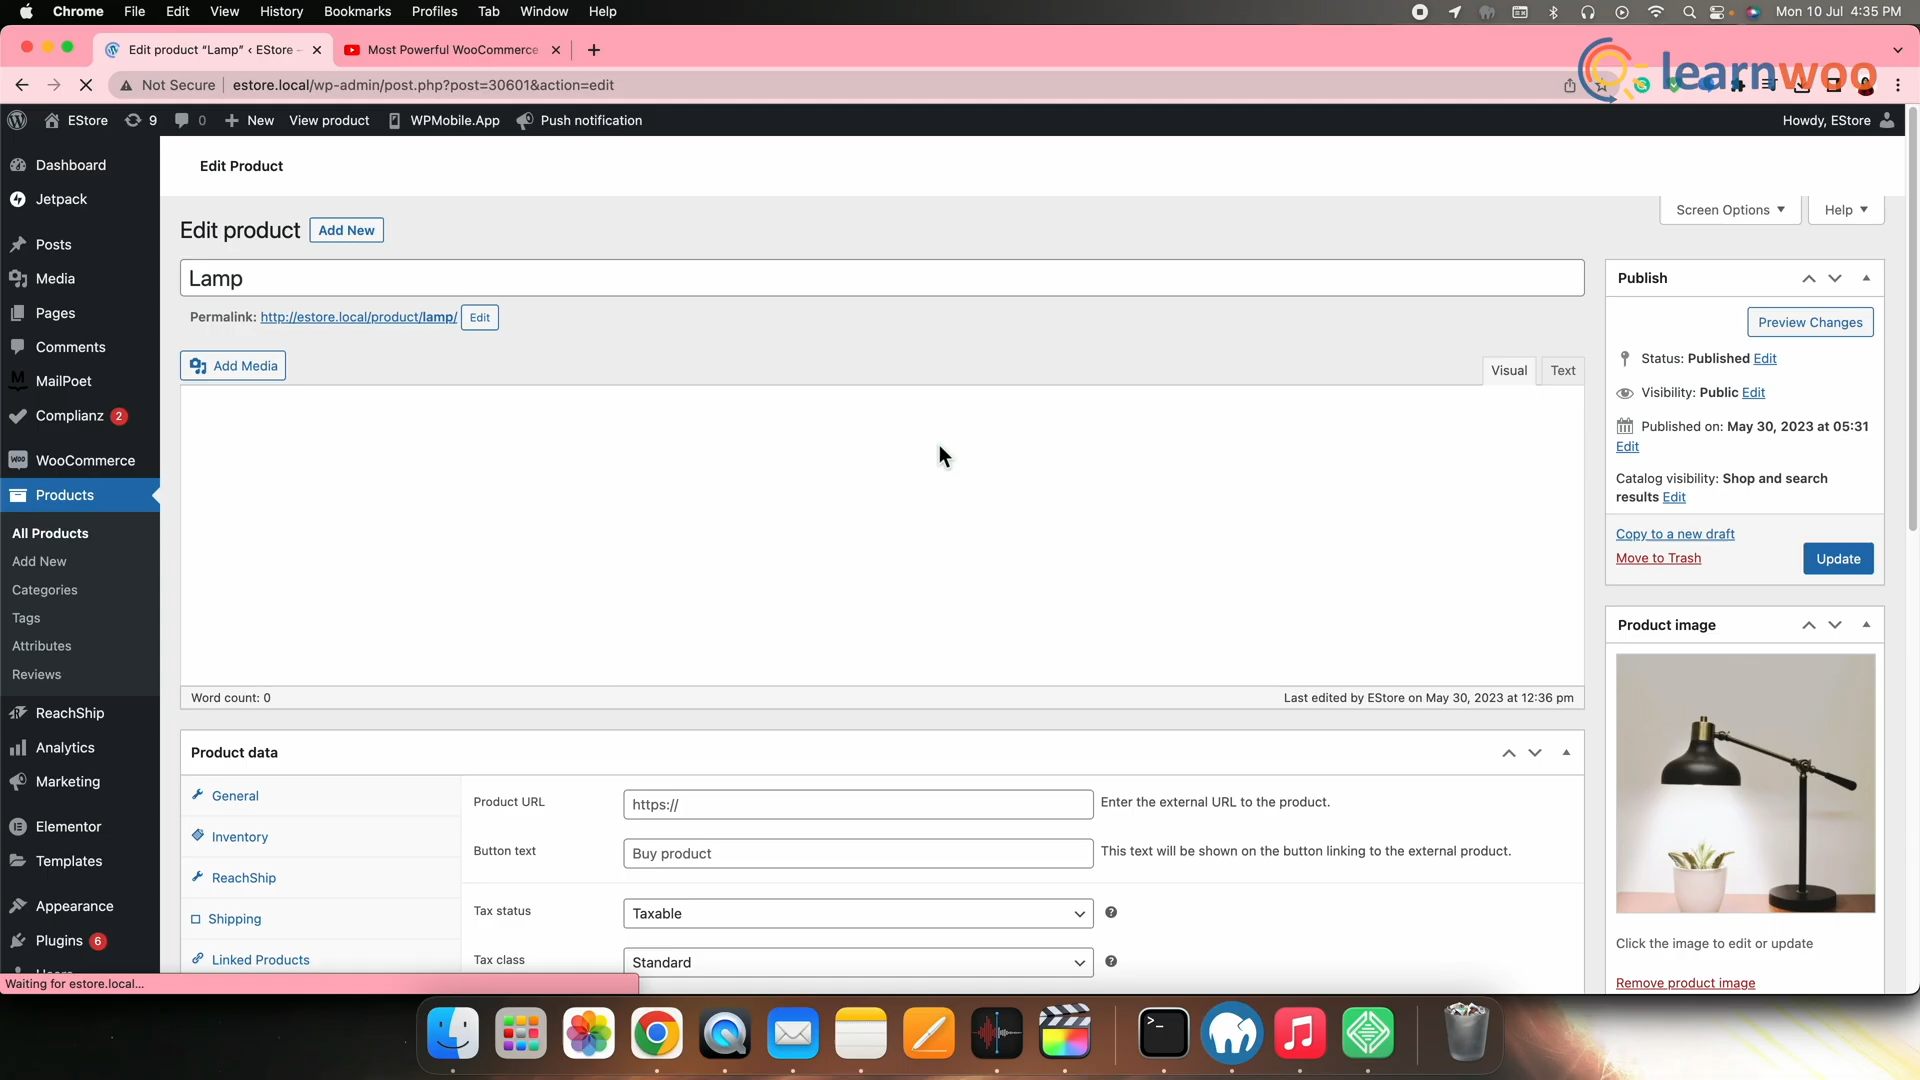 Chrome File Edit View History Bookmarks Profiles Tab Window Help Mon 10 Jul 4:35 PM
Edit product “Lamp” ‹ EStore – Most Powerful WooCommerce
Not Secure estore.local/wp-admin/post.php?post=30601&action=edit
learnwoo
EStore 9 0 New View product WPMobile.App Push notification Howdy, EStore
Dashboard
Jetpack
Posts
Media
Pages
Comments
MailPoet
Complianz 2
WooCommerce
Products
All Products
Add New
Categories
Tags
Attributes
Reviews
ReachShip
Analytics
Marketing
Elementor
Templates
Appearance
Plugins 6
Waiting for estore.local...
Edit Product
Screen Options Help
Edit product Add New
Lamp
Permalink: http://estore.local/product/lamp/ Edit
Add Media Visual Text
Word count: 0 Last edited by EStore on May 30, 2023 at 12:36 pm
Product data
General
Inventory
ReachShip
Shipping
Linked Products
Product URL https:// Enter the external URL to the product.
Button text Buy product This text will be shown on the button linking to the external product.
Tax status Taxable
Tax class Standard
Publish
Preview Changes
Status: Published Edit
Visibility: Public Edit
Published on: May 30, 2023 at 05:31
Edit
Catalog visibility: Shop and search
results Edit
Copy to a new draft
Move to Trash Update
Product image
Click the image to edit or update
Remove product image